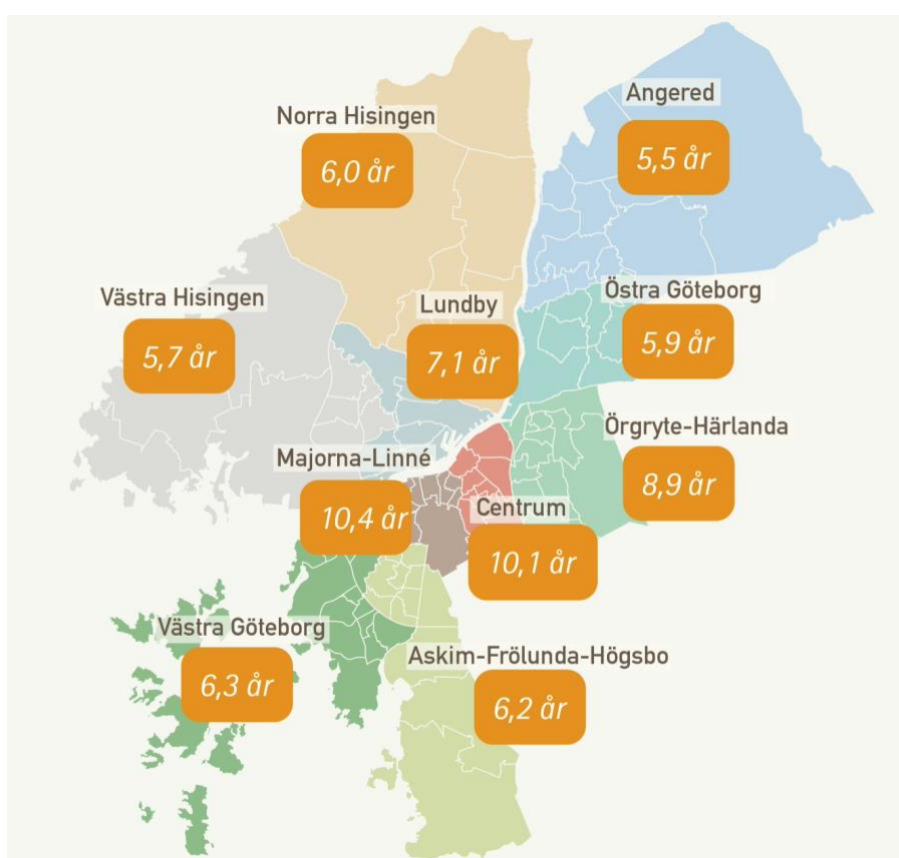 Angered
5,5 år
Norra Hisingen
6,0 år
Västra Hisingen
5,7 år
Lundby
7,1 år
Östra Göteborg
5,9 år
Örgryte-Härlanda
8,9 år
Majorna-Linné
10,4 år
Centrum
10,1 år
Västra Göteborg
6,3 år
Askim-Frölunda-Högsbo
6,2 år